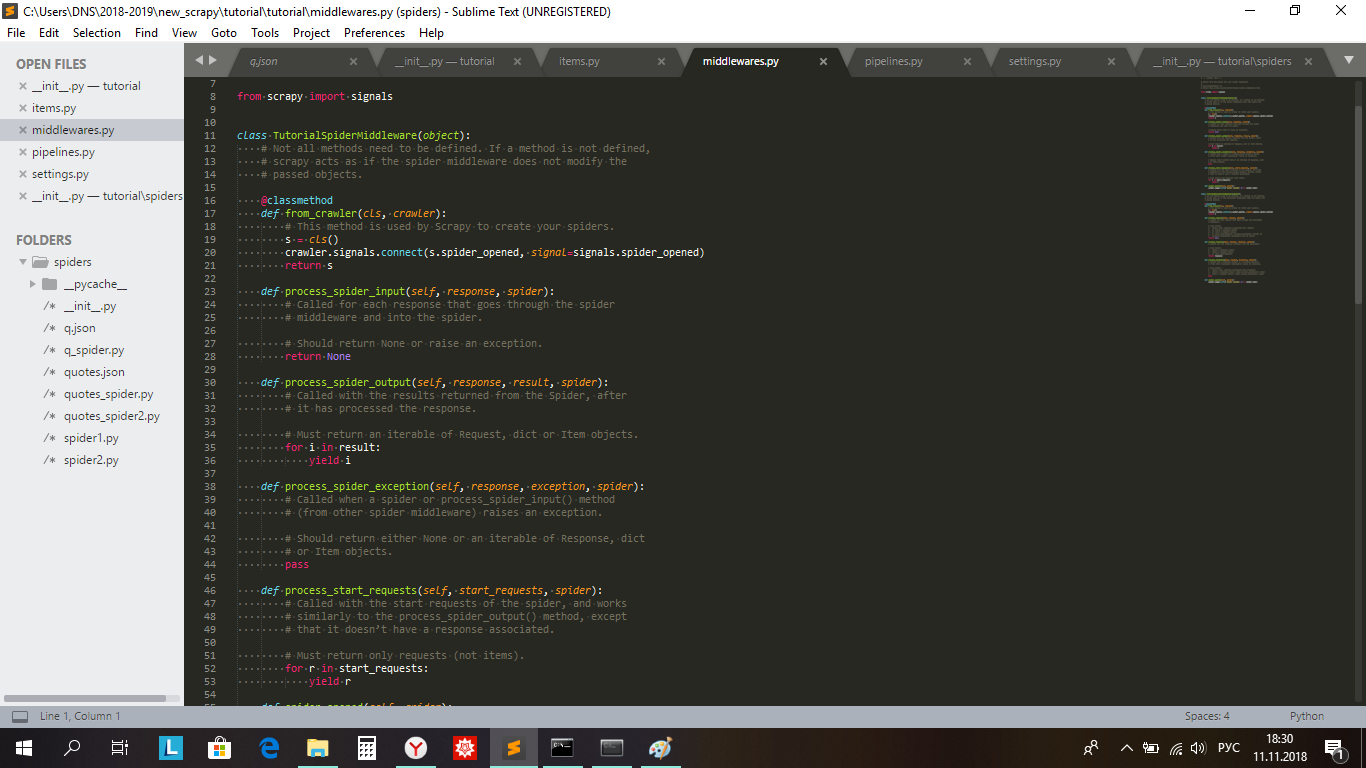 C:\Users\DNS\2018-2019\new_scrapy\tutorial\tutorial\middlewares.py (spiders) - Sublime Text (UNREGISTERED)
File Edit Selection Find View Goto Tools Project Preferences Help
OPEN FILES
__init__.py — tutorial
items.py
middlewares.py
pipelines.py
settings.py
__init__.py — tutorial\spiders
FOLDERS
spiders
__pycache__
/* __init__.py
/* q.json
/* q_spider.py
/* quotes.json
/* quotes_spider.py
/* quotes_spider2.py
/* spider1.py
/* spider2.py
q.json __init__.py — tutorial items.py middlewares.py pipelines.py settings.py __init__.py — tutorial\spiders
7
8 from scrapy import signals
9
10
11 class TutorialSpiderMiddleware(object):
12 # Not all methods need to be defined. If a method is not defined,
13 # scrapy acts as if the spider middleware does not modify the
14 # passed objects.
15
16 @classmethod
17 def from_crawler(cls, crawler):
18 # This method is used by Scrapy to create your spiders.
19 s = cls()
20 crawler.signals.connect(s.spider_opened, signal=signals.spider_opened)
21 return s
22
23 def process_spider_input(self, response, spider):
24 # Called for each response that goes through the spider
25 # middleware and into the spider.
26
27 # Should return None or raise an exception.
28 return None
29
30 def process_spider_output(self, response, result, spider):
31 # Called with the results returned from the Spider, after
32 # it has processed the response.
33
34 # Must return an iterable of Request, dict or Item objects.
35 for i in result:
36 yield i
37
38 def process_spider_exception(self, response, exception, spider):
39 # Called when a spider or process_spider_input() method
40 # (from other spider middleware) raises an exception.
41
42 # Should return either None or an iterable of Response, dict
43 # or Item objects.
44 pass
45
46 def process_start_requests(self, start_requests, spider):
47 # Called with the start requests of the spider, and works
48 # similarly to the process_spider_output() method, except
49 # that it doesn't have a response associated.
50
51 # Must return only requests (not items).
52 for r in start_requests:
53 yield r
54
Line 1, Column 1 Spaces: 4 Python
РУС 18:30
11.11.2018
1